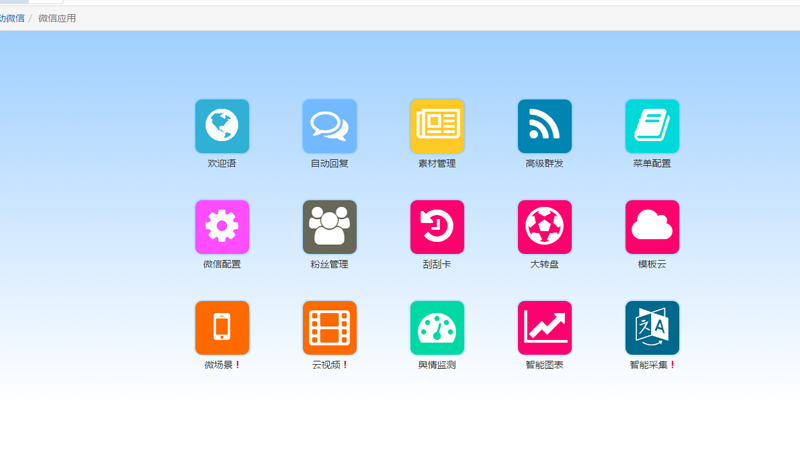 动微信 / 微信应用
欢迎语 自动回复 素材管理 高级群发 菜单配置
微信配置 粉丝管理 刮刮卡 大转盘 模板云
微场景！ 云视频！ 舆情监测 智能图表 智能采集！